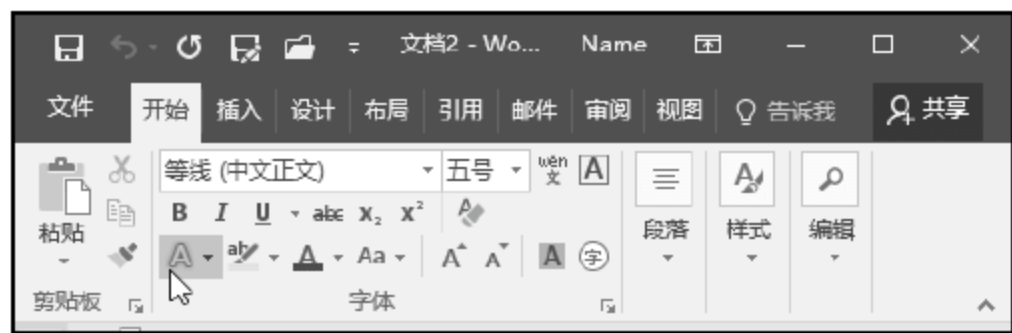 文档2 - Wo... Name
文件 开始 插入 设计 布局 引用 邮件 审阅 视图 告诉我 共享
等线 (中文正文) 五号 wén 文 A
B I U abc X₂ X² A
粘贴 段落 样式 编辑
A ab A Aa A A A 字
剪贴板 字体